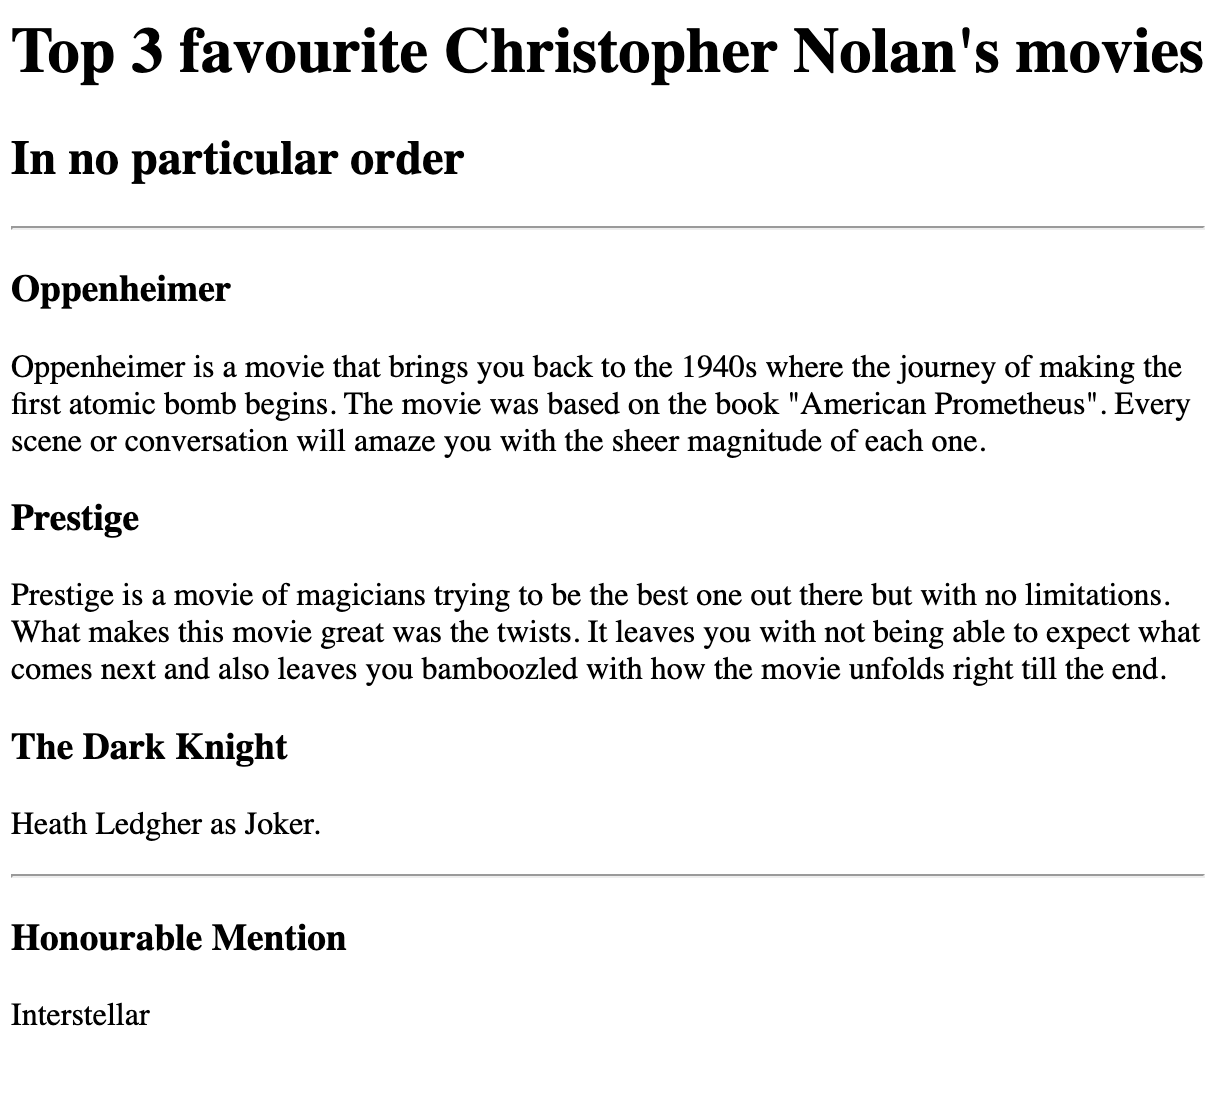 Top 3 favourite Christopher Nolan's movies
In no particular order
Oppenheimer
Oppenheimer is a movie that brings you back to the 1940s where the journey of making the
first atomic bomb begins. The movie was based on the book "American Prometheus". Every
scene or conversation will amaze you with the sheer magnitude of each one.
Prestige
Prestige is a movie of magicians trying to be the best one out there but with no limitations.
What makes this movie great was the twists. It leaves you with not being able to expect what
comes next and also leaves you bamboozled with how the movie unfolds right till the end.
The Dark Knight
Heath Ledgher as Joker.
Honourable Mention
Interstellar